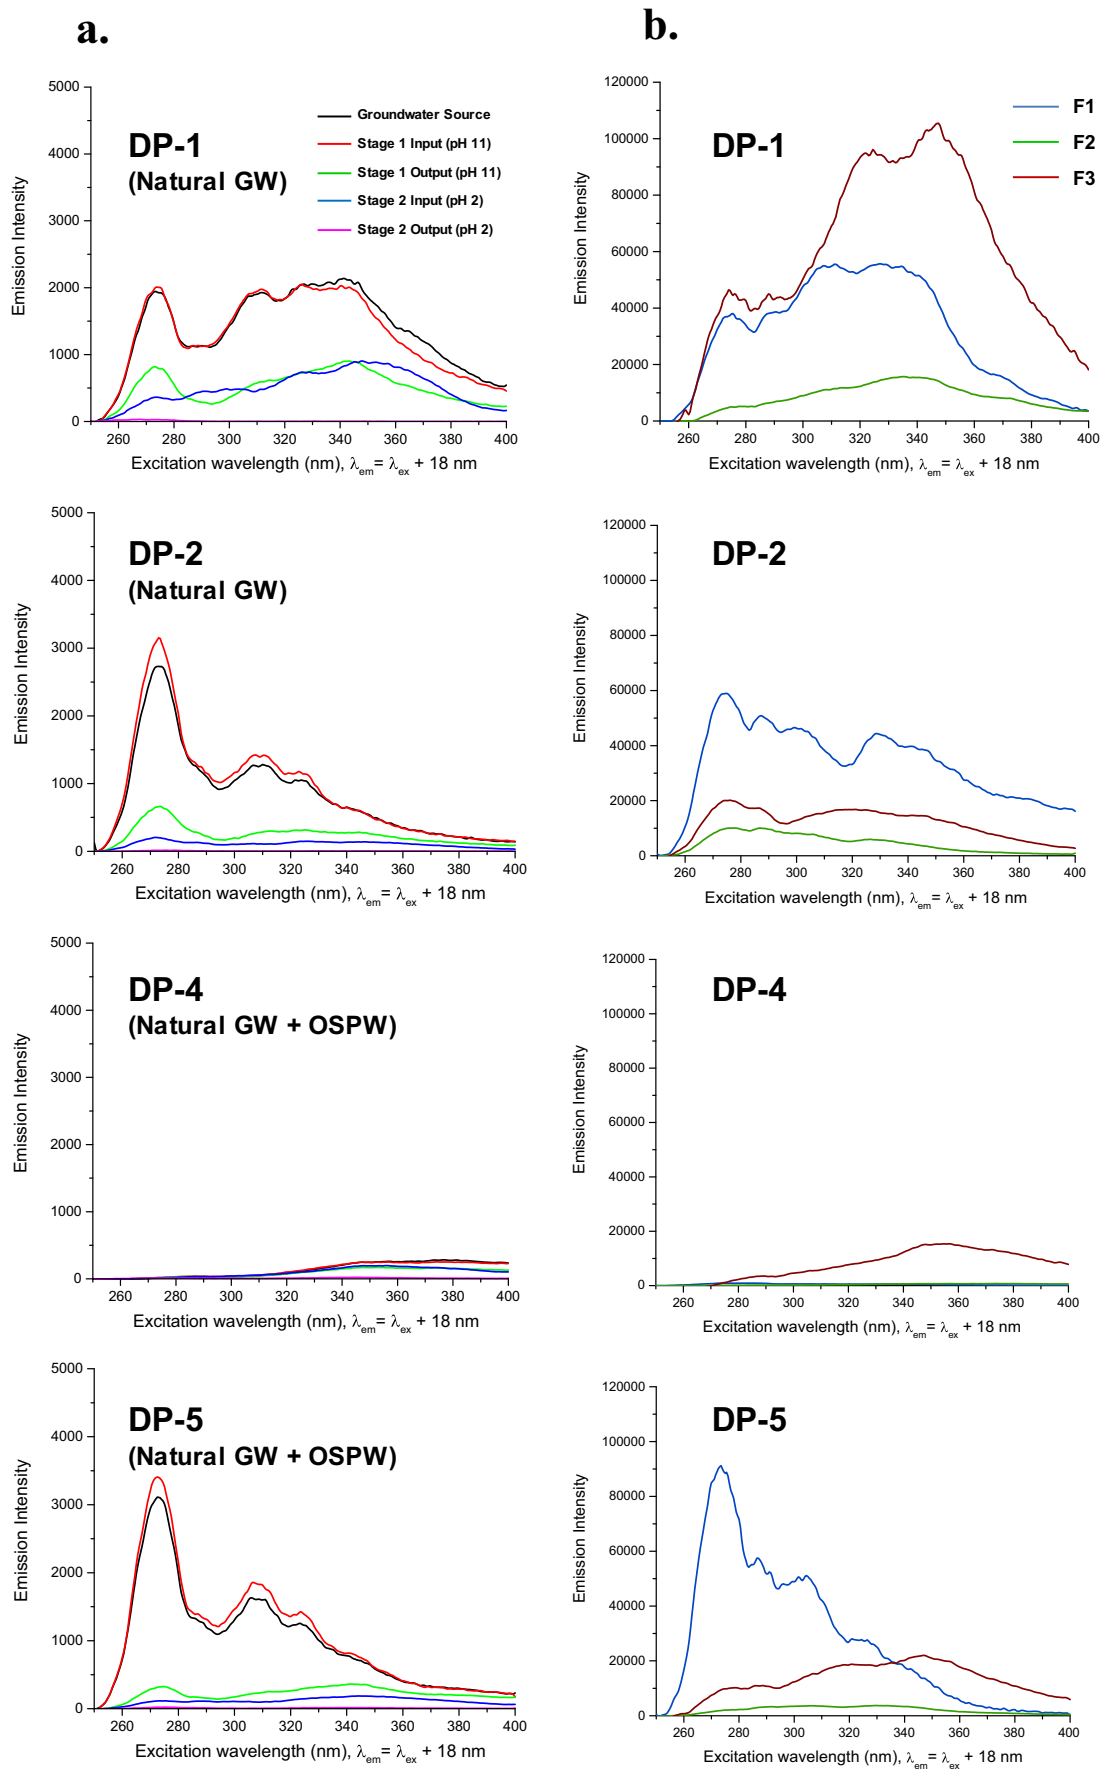 a.
b.
5000
4000
3000
2000
1000
0
260 280 300 320 340 360 380 400
Emission Intensity
Excitation wavelength (nm), λem= λex + 18 nm
DP-1
(Natural GW)
Groundwater Source
Stage 1 Input (pH 11)
Stage 1 Output (pH 11)
Stage 2 Input (pH 2)
Stage 2 Output (pH 2)
120000
100000
80000
60000
40000
20000
0
260 280 300 320 340 360 380 400
Emission Intensity
Excitation wavelength (nm), λem= λex + 18 nm
DP-1
F1
F2
F3
5000
4000
3000
2000
1000
0
260 280 300 320 340 360 380 400
Emission Intensity
Excitation wavelength (nm), λem= λex + 18 nm
DP-2
(Natural GW)
120000
100000
80000
60000
40000
20000
0
260 280 300 320 340 360 380 400
Emission Intensity
Excitation wavelength (nm), λem= λex + 18 nm
DP-2
5000
4000
3000
2000
1000
0
260 280 300 320 340 360 380 400
Emission Intensity
Excitation wavelength (nm), λem= λex + 18 nm
DP-4
(Natural GW + OSPW)
120000
100000
80000
60000
40000
20000
0
260 280 300 320 340 360 380 400
Emission Intensity
Excitation wavelength (nm), λem= λex + 18 nm
DP-4
5000
4000
3000
2000
1000
0
260 280 300 320 340 360 380 400
Emission Intensity
Excitation wavelength (nm), λem= λex + 18 nm
DP-5
(Natural GW + OSPW)
120000
100000
80000
60000
40000
20000
0
260 280 300 320 340 360 380 400
Emission Intensity
Excitation wavelength (nm), λem= λex + 18 nm
DP-5